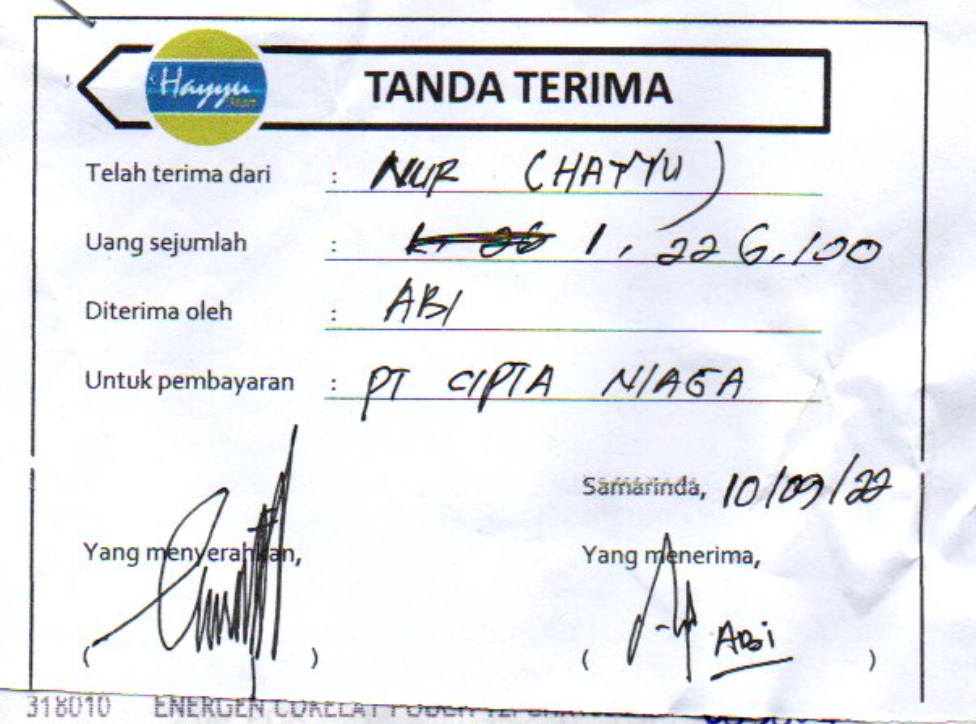 Hayyu
TANDA TERIMA
Telah terima dari : NUR (HAYYU)
Uang sejumlah : 1.226.100
Diterima oleh : ABI
Untuk pembayaran : PT CIPTA NIAGA
Samarinda, 10/09/22
Yang menyerahkan, Yang menerima,
( ) ( ABi )
318010 ENERGEN COKELAT